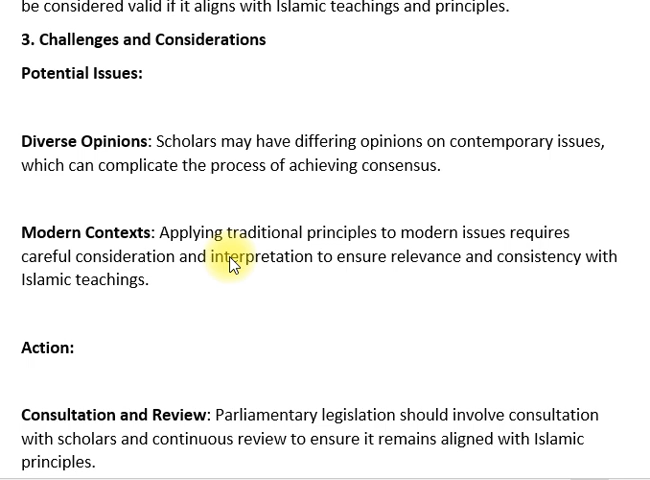 be considered valid if it aligns with Islamic teachings and principles.
3. Challenges and Considerations
Potential Issues:
Diverse Opinions: Scholars may have differing opinions on contemporary issues,
which can complicate the process of achieving consensus.
Modern Contexts: Applying traditional principles to modern issues requires
careful consideration and interpretation to ensure relevance and consistency with
Islamic teachings.
Action:
Consultation and Review: Parliamentary legislation should involve consultation
with scholars and continuous review to ensure it remains aligned with Islamic
principles.